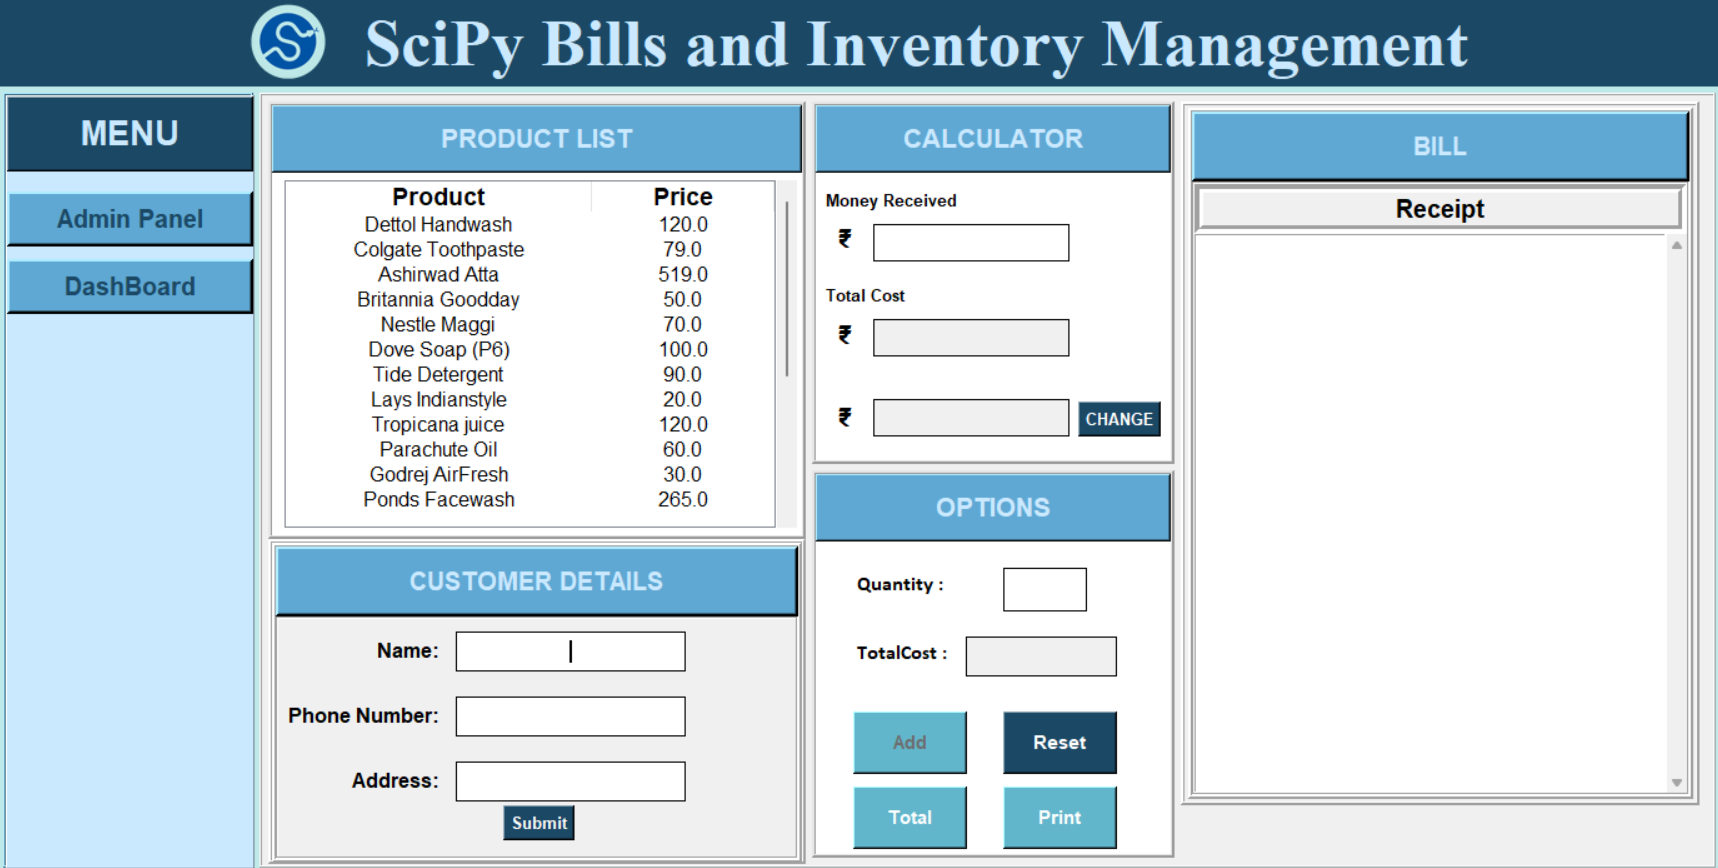 SciPy Bills and Inventory Management
MENU
Admin Panel
DashBoard
PRODUCT LIST
Product Price
Dettol Handwash 120.0
Colgate Toothpaste 79.0
Ashirwad Atta 519.0
Britannia Goodday 50.0
Nestle Maggi 70.0
Dove Soap (P6) 100.0
Tide Detergent 90.0
Lays Indianstyle 20.0
Tropicana juice 120.0
Parachute Oil 60.0
Godrej AirFresh 30.0
Ponds Facewash 265.0
CUSTOMER DETAILS
Name:
Phone Number:
Address:
Submit
CALCULATOR
Money Received
₹
Total Cost
₹
₹ CHANGE
OPTIONS
Quantity :
TotalCost :
Add Reset
Total Print
BILL
Receipt